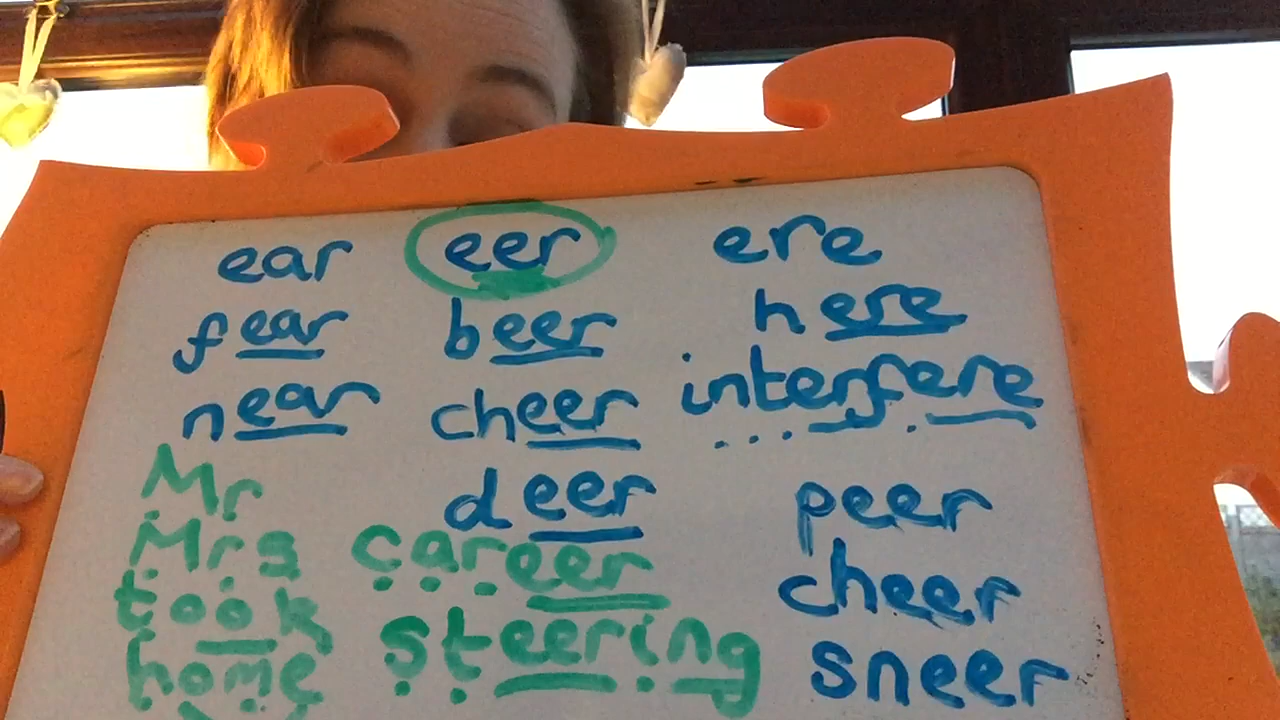 ear eer ere
fear beer here
near cheer interfere
Mr deer peer
Mrs career cheer
took steering sneer
home